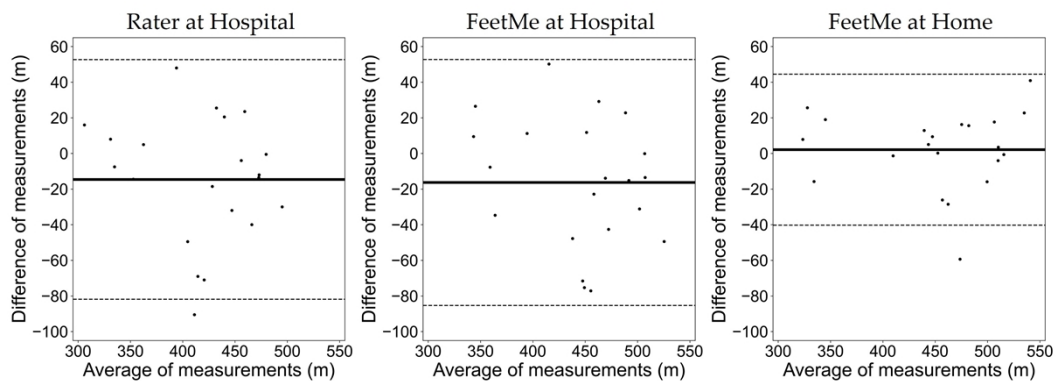 Rater at Hospital
FeetMe at Hospital
FeetMe at Home
Difference of measurements (m)
60
40
20
0
−20
−40
−60
−80
−100
300 350 400 450 500 550
Average of measurements (m)
Difference of measurements (m)
60
40
20
0
−20
−40
−60
−80
−100
300 350 400 450 500 550
Average of measurements (m)
Difference of measurements (m)
60
40
20
0
−20
−40
−60
−80
−100
300 350 400 450 500 550
Average of measurements (m)